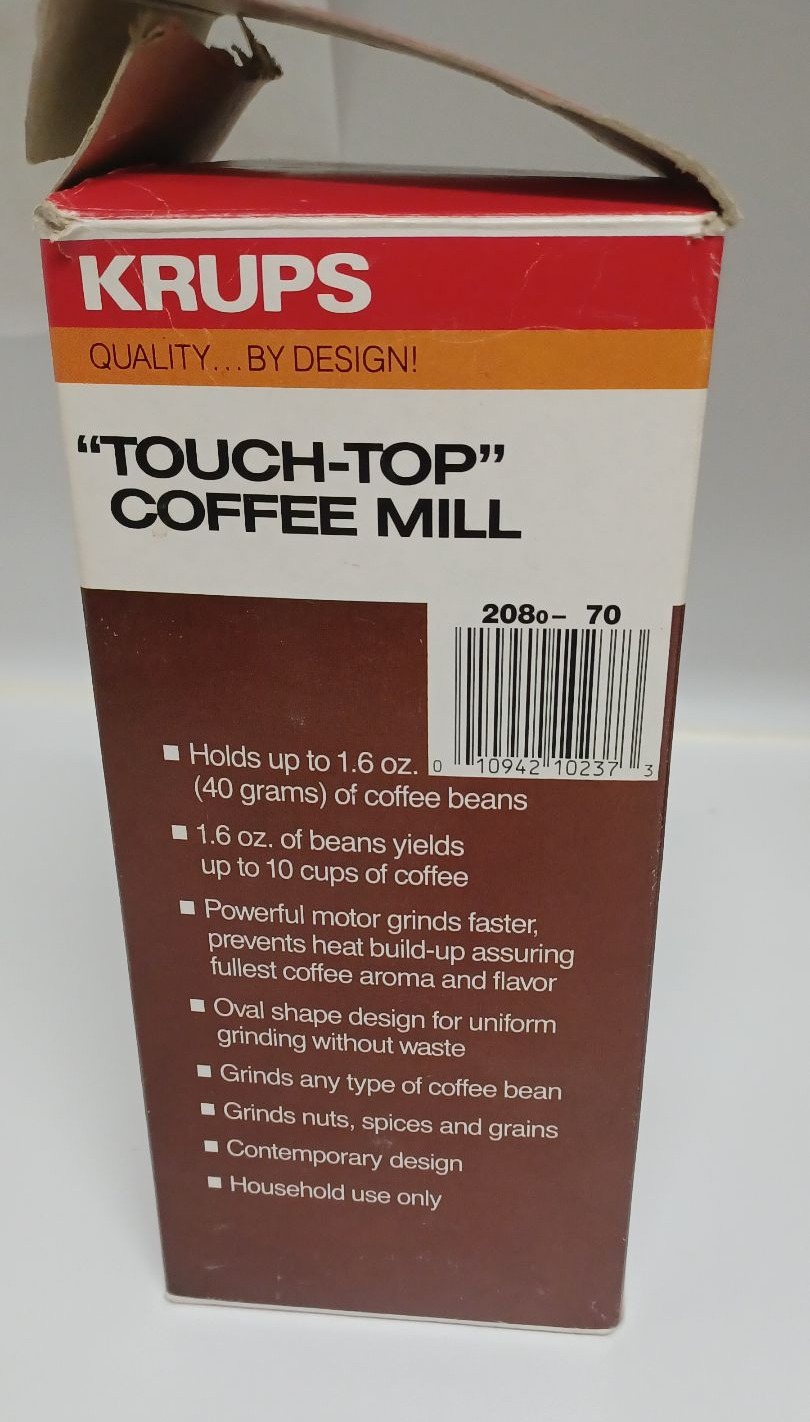 KRUPS
QUALITY...BY DESIGN!
“TOUCH-TOP”
COFFEE MILL
2080– 70
0 10942 10237 3
■ Holds up to 1.6 oz.
(40 grams) of coffee beans
■ 1.6 oz. of beans yields
up to 10 cups of coffee
■ Powerful motor grinds faster,
prevents heat build-up assuring
fullest coffee aroma and flavor
■ Oval shape design for uniform
grinding without waste
■ Grinds any type of coffee bean
■ Grinds nuts, spices and grains
■ Contemporary design
■ Household use only